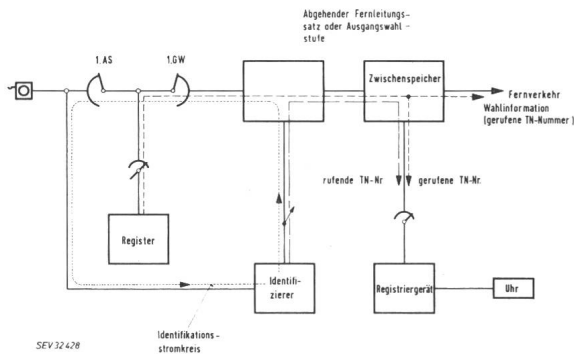 Abgehender Fernleitungs-
satz oder Ausgangswahl -
stufe
1. AS
1. GW
Zwischenspeicher
Fernverkehr
Wahlinformation
(gerufene TN-Nummer)
rufende TN-Nr
gerufene TN-Nr.
Register
Identifi-
zierer
Registriergerät
Uhr
Identifikations-
stromkreis
SEV 32 428